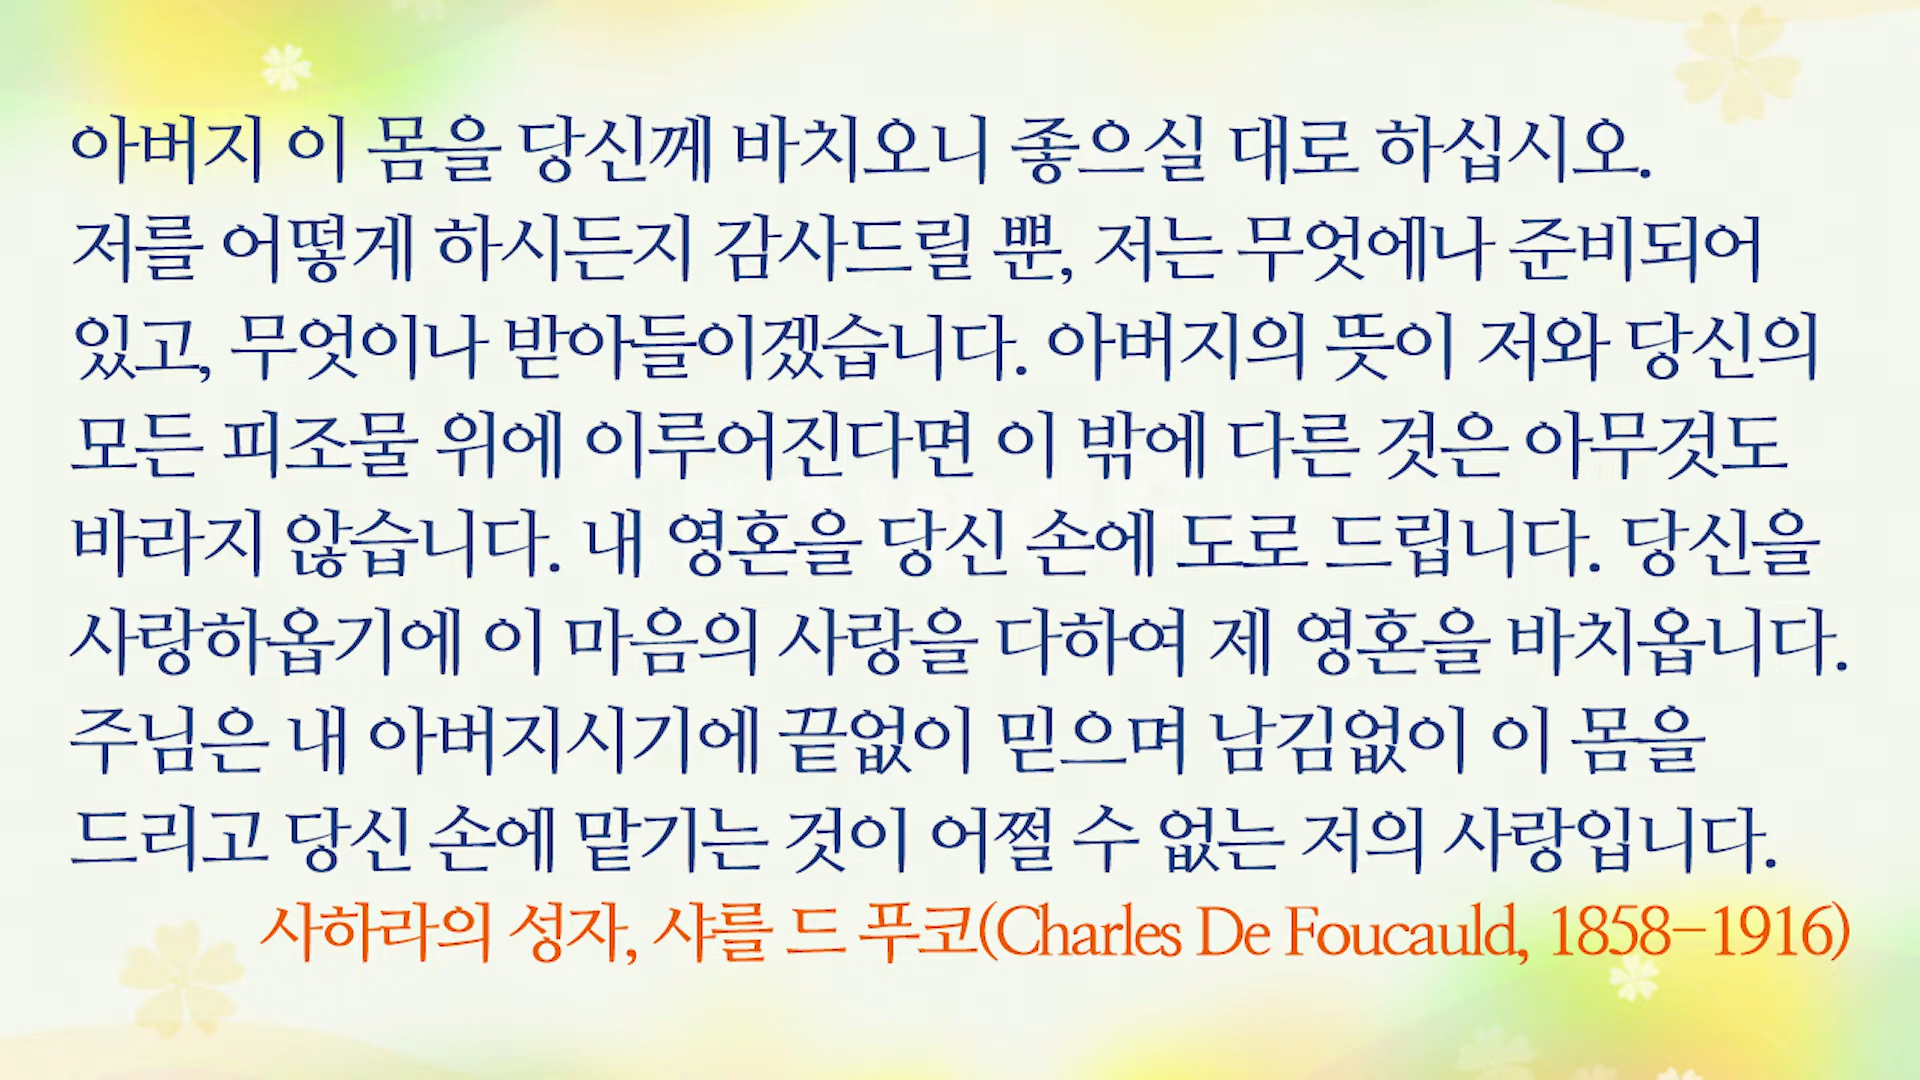 아버지 이 몸을 당신께 바치오니 좋으실 대로 하십시오.
저를 어떻게 하시든지 감사드릴 뿐, 저는 무엇에나 준비되어
있고, 무엇이나 받아들이겠습니다. 아버지의 뜻이 저와 당신의
모든 피조물 위에 이루어진다면 이 밖에 다른 것은 아무것도
바라지 않습니다. 내 영혼을 당신 손에 도로 드립니다. 당신을
사랑하옵기에 이 마음의 사랑을 다하여 제 영혼을 바치옵니다.
주님은 내 아버지시기에 끝없이 믿으며 남김없이 이 몸을
드리고 당신 손에 맡기는 것이 어쩔 수 없는 저의 사랑입니다.
사하라의 성자, 샤를 드 푸코(Charles De Foucauld, 1858-1916)